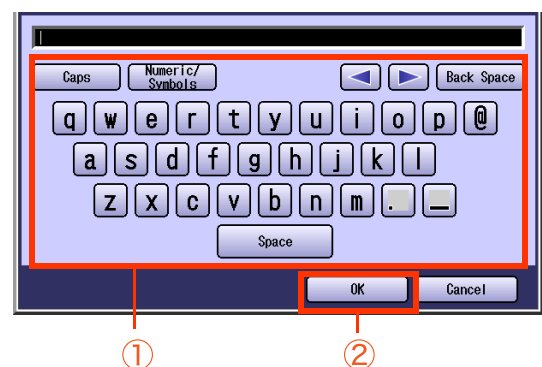 Caps Numeric/ Back Space
Symbols
q w e r t y u i o p @
a s d f g h j k l
z x c v b n m . _
Space
OK Cancel
① ②